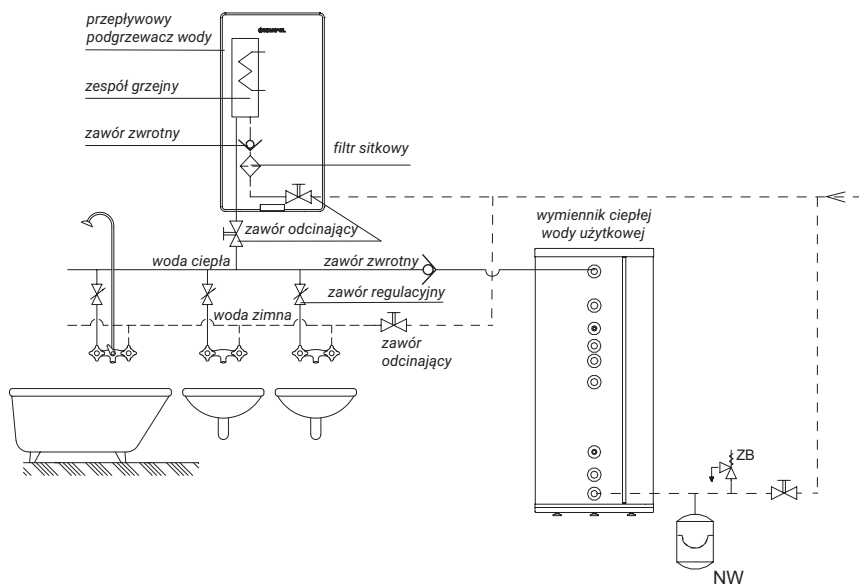 przepływowy
podgrzewacz wody
zespół grzejny
zawór zwrotny
filtr sitkowy
zawór odcinający
wymiennik ciepłej
wody użytkowej
woda ciepła
zawór zwrotny
zawór regulacyjny
woda zimna
zawór
odcinający
ZB
NW